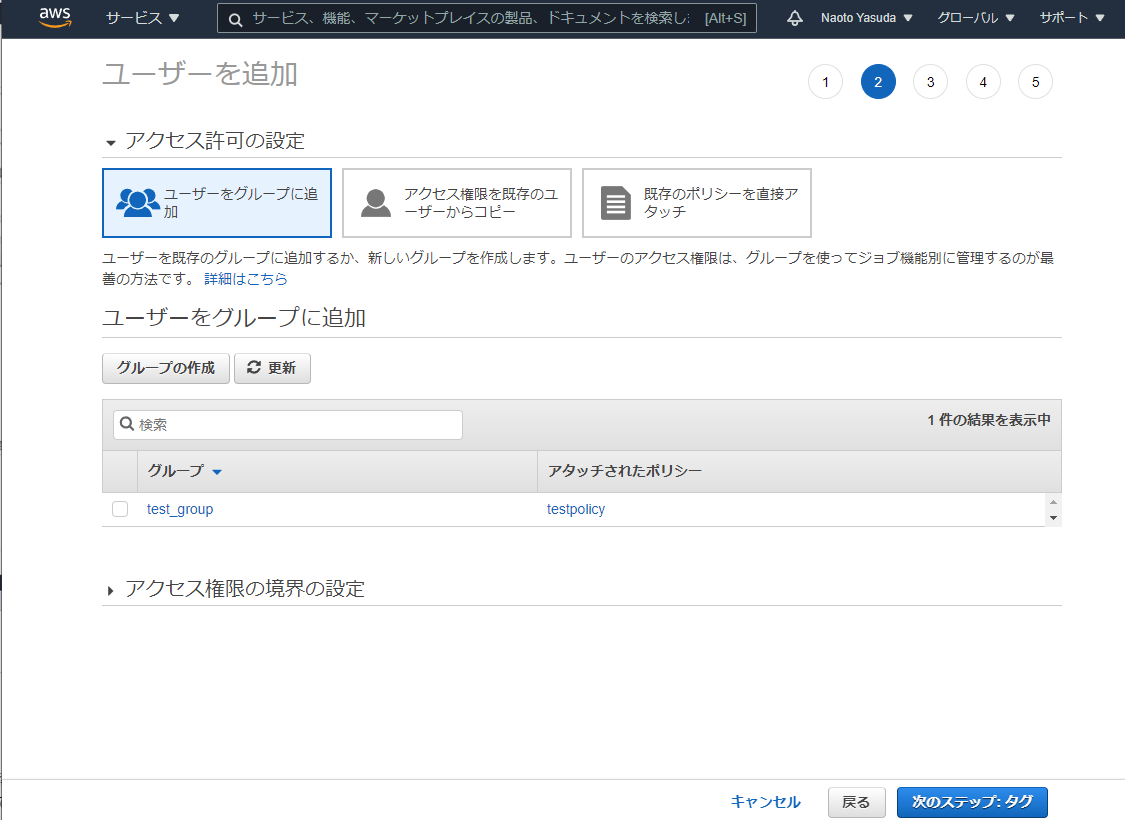 aws サービス ▼ サービス、機能、マーケットプレイスの製品、ドキュメントを検索し [Alt+S] Naoto Yasuda ▼ グローバル ▼ サポート ▼
ユーザーを追加 1 2 3 4 5
アクセス許可の設定
ユーザーをグループに追
加
アクセス権限を既存のユ
ーザーからコピー
既存のポリシーを直接ア
タッチ
ユーザーを既存のグループに追加するか、新しいグループを作成します。ユーザーのアクセス権限は、グループを使ってジョブ機能別に管理するのが最
善の方法です。 詳細はこちら
ユーザーをグループに追加
グループの作成 更新
検索 1 件の結果を表示中
グループ アタッチされたポリシー
test_group testpolicy
アクセス権限の境界の設定
キャンセル 戻る 次のステップ: タグ